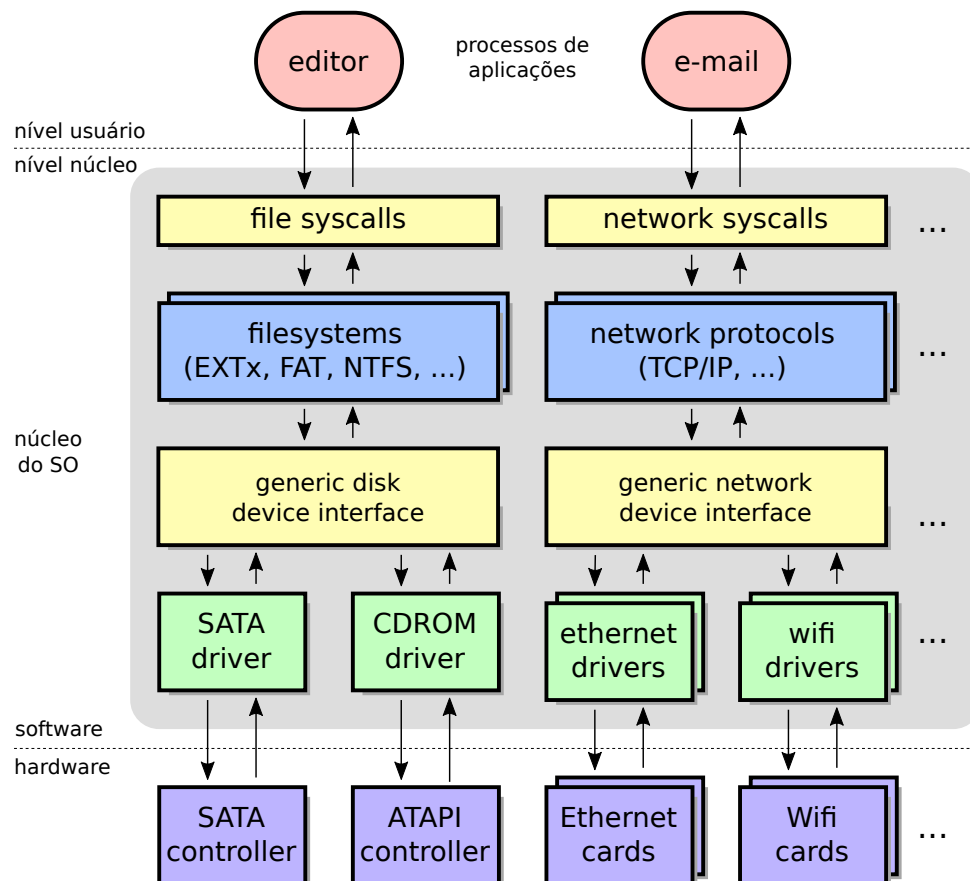 editor
processos de
aplicações
e-mail
nível usuário
nível núcleo
file syscalls
network syscalls
...
filesystems
(EXTx, FAT, NTFS, ...)
network protocols
(TCP/IP, ...)
...
núcleo
do SO
generic disk
device interface
generic network
device interface
...
SATA
driver
CDROM
driver
ethernet
drivers
wifi
drivers
...
software
hardware
SATA
controller
ATAPI
controller
Ethernet
cards
Wifi
cards
...